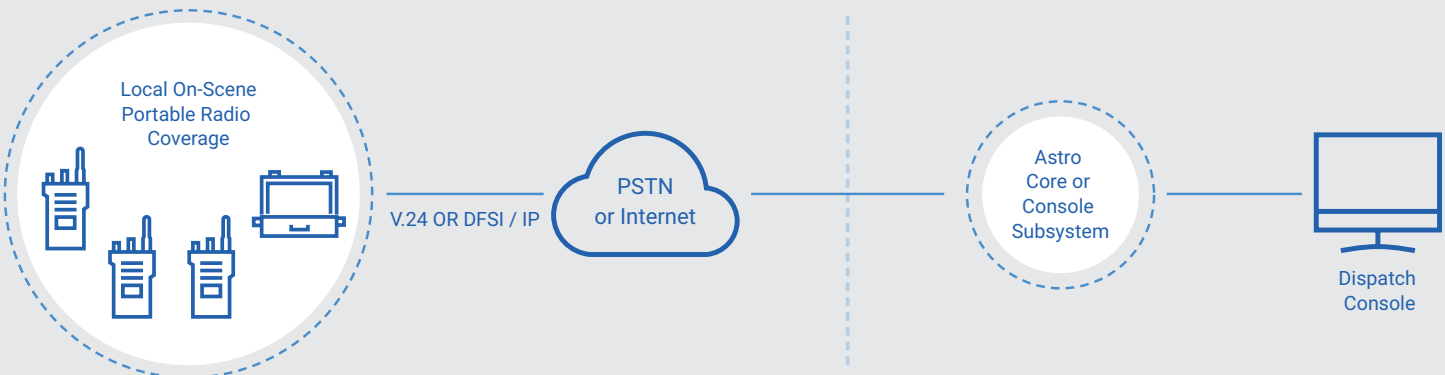 Local On-Scene
Portable Radio
Coverage
V.24 OR DFSI / IP
PSTN
or Internet
Astro
Core or
Console
Subsystem
Dispatch
Console